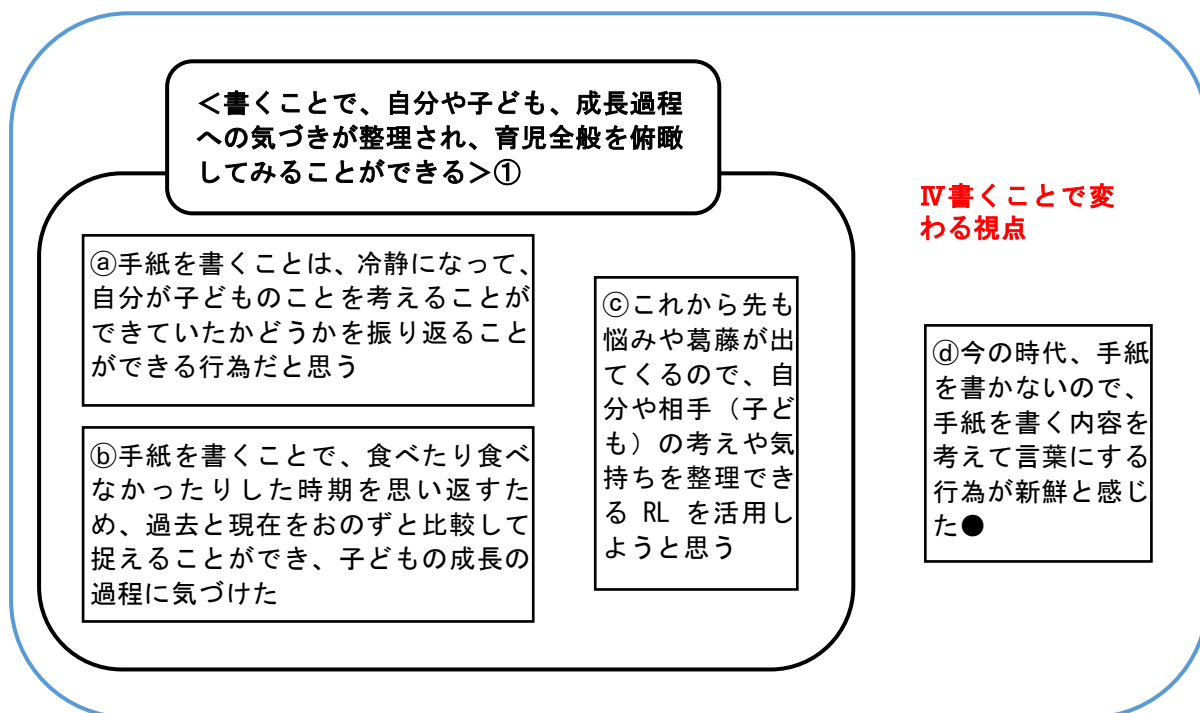 ＜書くことで、自分や子ども、成長過程
への気づきが整理され、育児全般を俯瞰
してみることができる＞①
Ⅳ書くことで変
わる視点
ⓐ手紙を書くことは、冷静になって、
自分が子どものことを考えることが
できていたかどうかを振り返ること
ができる行為だと思う
ⓑ手紙を書くことで、食べたり食べ
なかったりした時期を思い返すた
め、過去と現在をおのずと比較して
捉えることができ、子どもの成長の
過程に気づけた
ⓒこれから先も
悩みや葛藤が出
てくるので、自
分や相手（子ど
も）の考えや気
持ちを整理でき
る RL を活用し
ようと思う
ⓓ今の時代、手紙
を書かないので、
手紙を書く内容を
考えて言葉にする
行為が新鮮と感じ
た●